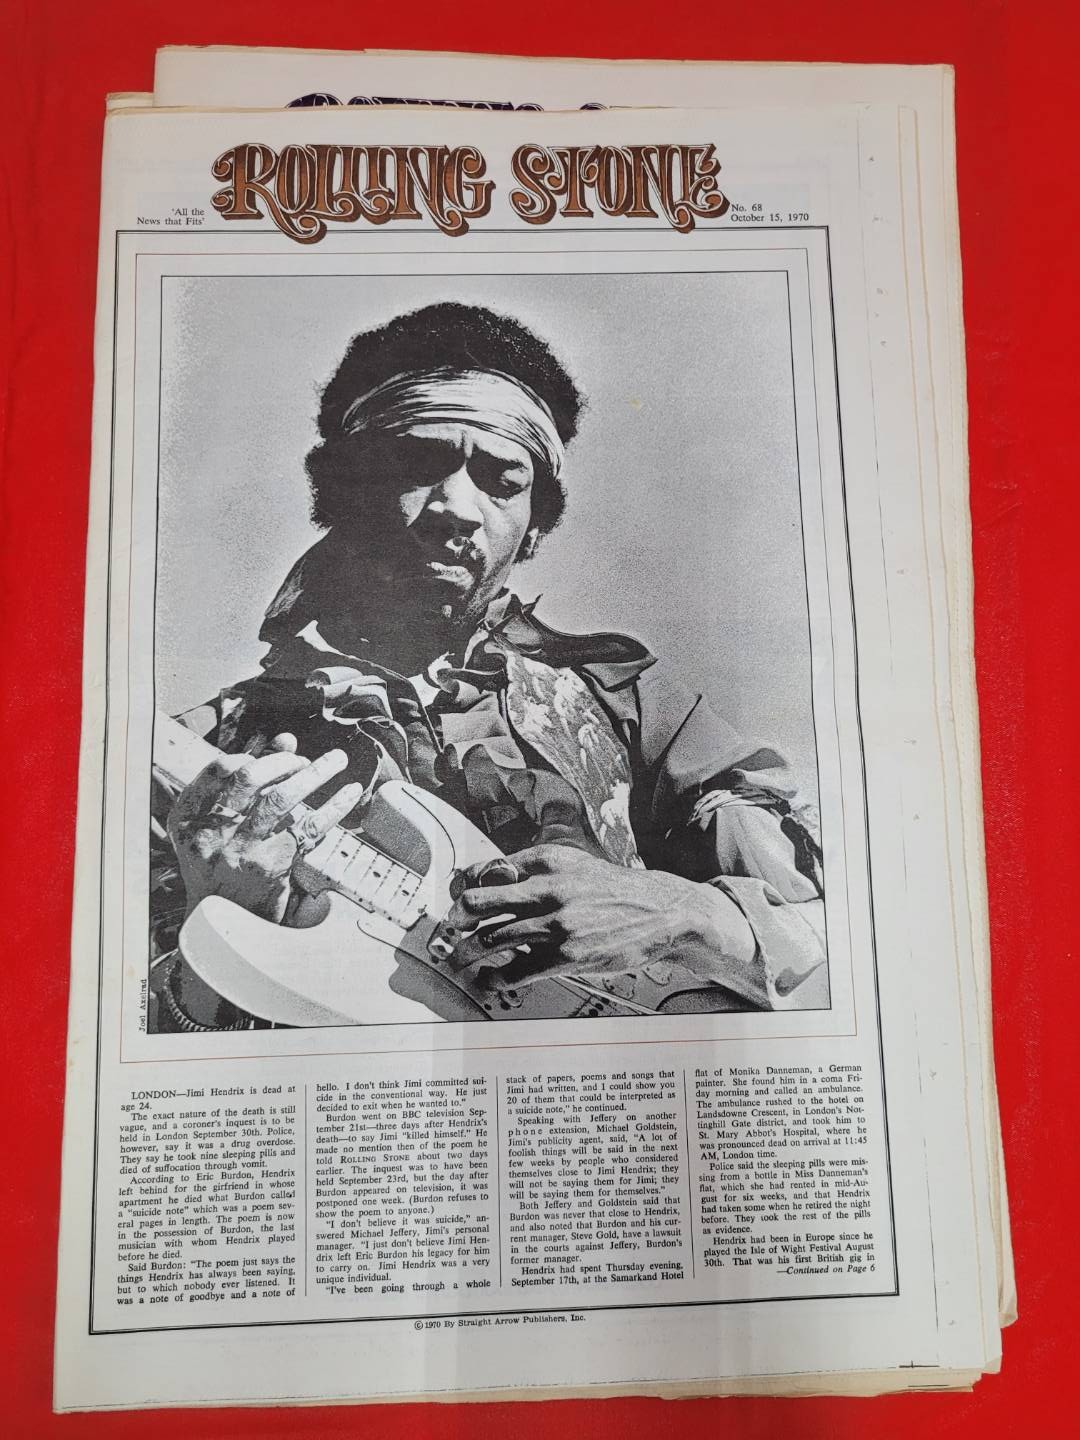 ROLLING STONE
'All the
News that Fits'
No. 68
October 15, 1970
Joel Axelrad
LONDON—Jimi Hendrix is dead at
age 24.
The exact nature of the death is still
vague, and a coroner's inquest is to be
held in London September 30th. Police,
however, say it was a drug overdose.
They say he took nine sleeping pills and
died of suffocation through vomit.
According to Eric Burdon, Hendrix
left behind for the girlfriend in whose
apartment he died what Burdon called
a "suicide note" which was a poem sev-
eral pages in length. The poem is now
in the possession of Burdon, the last
musician with whom Hendrix played
before he died.
Said Burdon: "The poem just says the
things Hendrix has always been saying,
but to which nobody ever listened. It
was a note of goodbye and a note of
hello. I don't think Jimi committed sui-
cide in the conventional way. He just
decided to exit when he wanted to."
Burdon went on BBC television Sep-
tember 21st—three days after Hendrix's
death—to say Jimi "killed himself." He
made no mention then of the poem he
told ROLLING STONE about two days
earlier. The inquest was to have been
held September 23rd, but the day after
Burdon appeared on television, it was
postponed one week. (Burdon refuses to
show the poem to anyone.)
"I don't believe it was suicide," an-
swered Michael Jeffery, Jimi's personal
manager. "I just don't believe Jimi Hen-
drix left Eric Burdon his legacy for him
to carry on. Jimi Hendrix was a very
unique individual.
"I've been going through a whole
stack of papers, poems and songs that
Jimi had written, and I could show you
20 of them that could be interpreted as
a suicide note," he continued.
Speaking with Jeffery on another
phone extension, Michael Goldstein,
Jimi's publicity agent, said, "A lot of
foolish things will be said in the next
few weeks by people who considered
themselves close to Jimi Hendrix; they
will not be saying them for Jimi; they
will be saying them for themselves."
Both Jeffery and Goldstein said that
Burdon was never that close to Hendrix,
and also noted that Burdon and his cur-
rent manager, Steve Gold, have a lawsuit
in the courts against Jeffery, Burdon's
former manager.
Hendrix had spent Thursday evening,
September 17th, at the Samarkand Hotel
flat of Monika Danneman, a German
painter. She found him in a coma Fri-
day morning and called an ambulance.
The ambulance rushed to the hotel on
Landsdowne Crescent, in London's Not-
tinghill Gate district, and took him to
St. Mary Abbot's Hospital, where he
was pronounced dead on arrival at 11:45
AM, London time.
Police said the sleeping pills were mis-
sing from a bottle in Miss Danneman's
flat, which she had rented in mid-Au-
gust for six weeks, and that Hendrix
had taken some when he retired the night
before. They took the rest of the pills
as evidence.
Hendrix had been in Europe since he
played the Isle of Wight Festival August
30th. That was his first British gig in
—Continued on Page 6
©1970 By Straight Arrow Publishers, Inc.